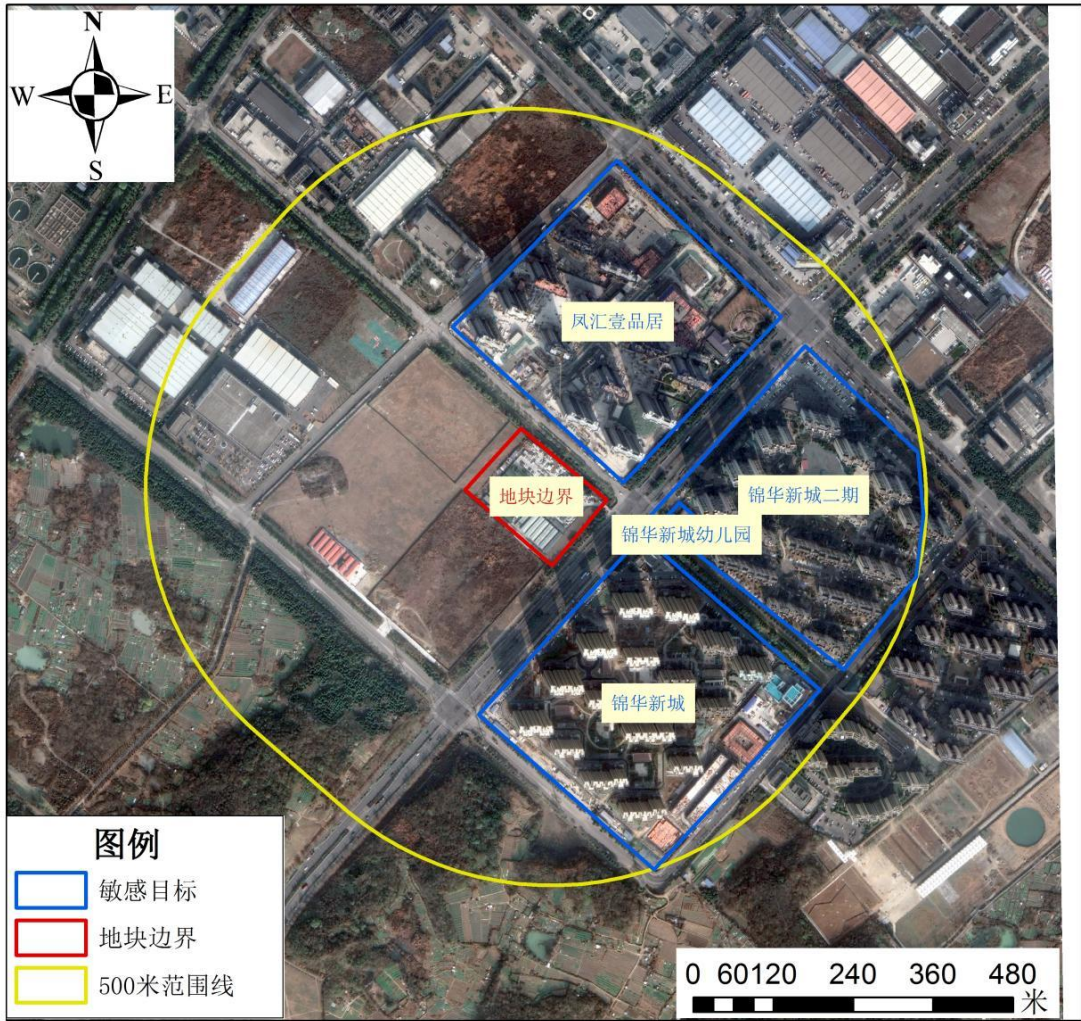 N
W E
S
凤汇壹品居
地块边界
锦华新城二期
锦华新城幼儿园
锦华新城
图例
敏感目标
地块边界
500米范围线
0 60120 240 360 480
米